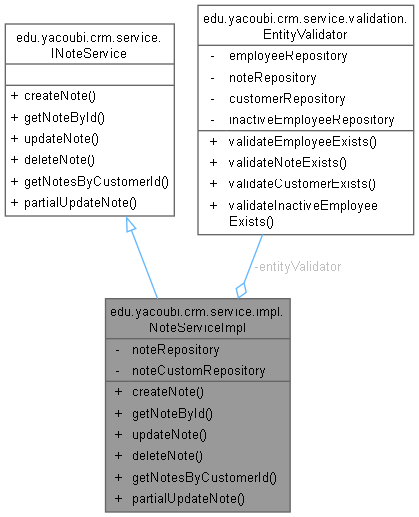 edu.yacoubi.crm.service.
INoteService
+ createNote()
+ getNoteById()
+ updateNote()
+ deleteNote()
+ getNotesByCustomerId()
+ partialUpdateNote()
edu.yacoubi.crm.service.validation.
EntityValidator
- employeeRepository
- noteRepository
- customerRepository
- inactiveEmployeeRepository
+ validateEmployeeExists()
+ validateNoteExists()
+ validateCustomerExists()
+ validateInactiveEmployee
Exists()
-entityValidator
edu.yacoubi.crm.service.impl.
NoteServiceImpl
- noteRepository
- noteCustomRepository
+ createNote()
+ getNoteById()
+ updateNote()
+ deleteNote()
+ getNotesByCustomerId()
+ partialUpdateNote()